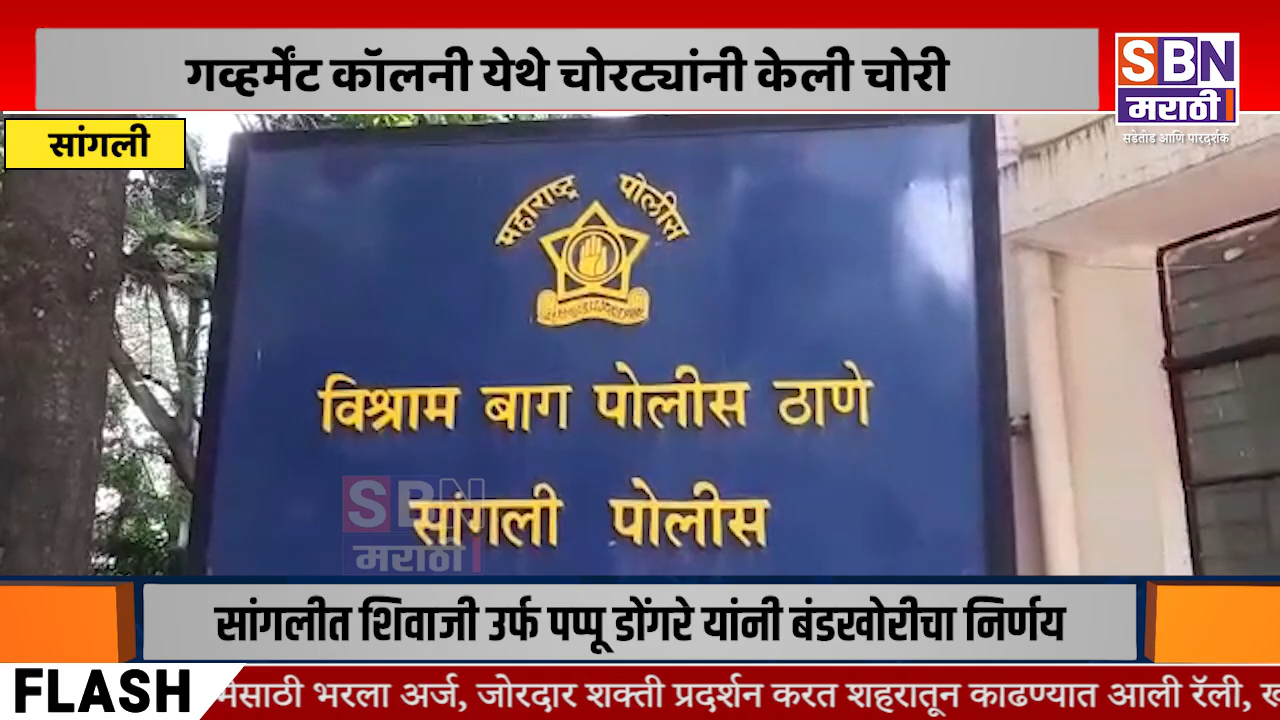 गव्हर्मेंट कॉलनी येथे चोरट्यांनी केली चोरी
SBN
मराठी
सडेतोड आणि पारदर्शक
सांगली
महाराष्ट्र पोलीस
विश्राम बाग पोलीस ठाणे
सांगली पोलीस
SBN
मराठी
सांगलीत शिवाजी उर्फ पप्पू डोंगरे यांनी बंडखोरीचा निर्णय
FLASH
भरला अर्ज, जोरदार शक्ती प्रदर्शन करत शहरातून काढण्यात आली रॅली,